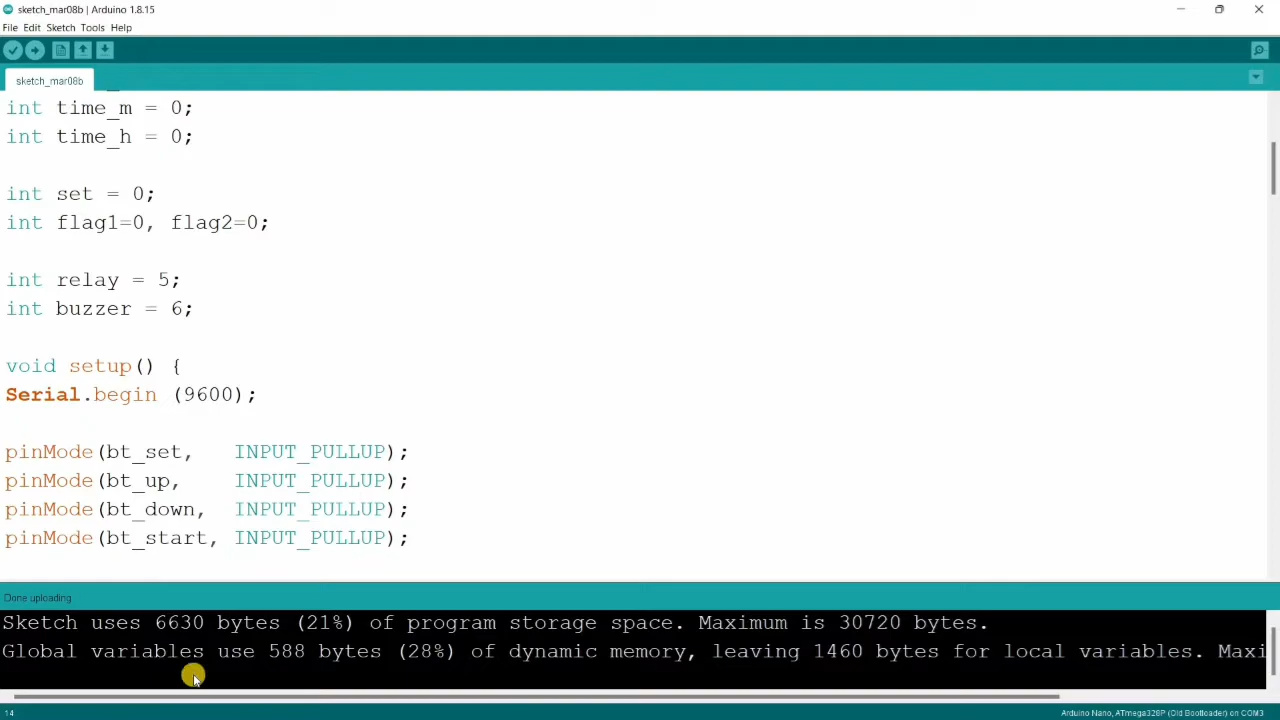 sketch_mar08b | Arduino 1.8.15
File Edit Sketch Tools Help
sketch_mar08b
int time_m = 0;
int time_h = 0;
int set = 0;
int flag1=0, flag2=0;
int relay = 5;
int buzzer = 6;
void setup() {
Serial.begin (9600);
pinMode(bt_set,   INPUT_PULLUP);
pinMode(bt_up,    INPUT_PULLUP);
pinMode(bt_down,  INPUT_PULLUP);
pinMode(bt_start, INPUT_PULLUP);
Done uploading
Sketch uses 6630 bytes (21%) of program storage space. Maximum is 30720 bytes.
Global variables use 588 bytes (28%) of dynamic memory, leaving 1460 bytes for local variables. Maxi
14
Arduino Nano, ATmega328P (Old Bootloader) on COM3